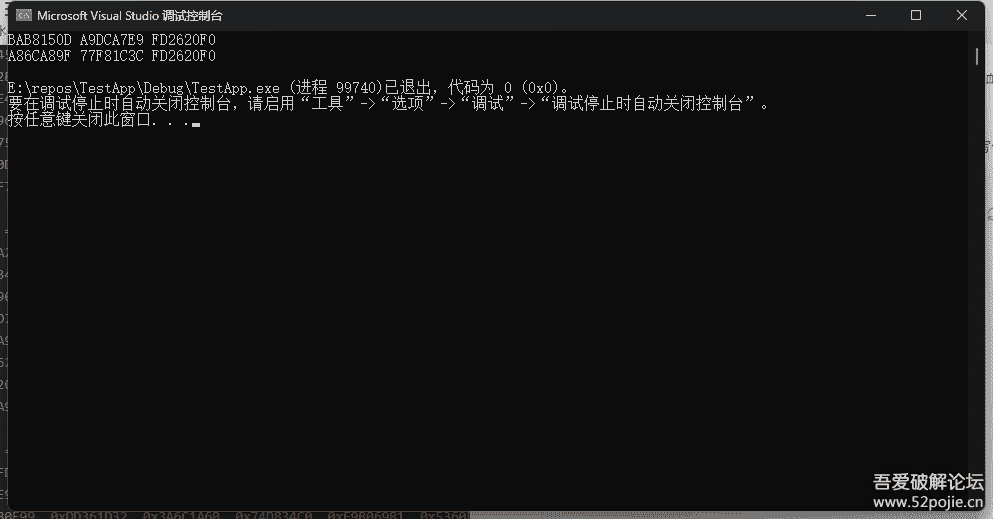 Microsoft Visual Studio 调试控制台
BAB8150D A9DCA7E9 FD2620F0
A86CA89F 77F81C3C FD2620F0
E:\repos\TestApp\Debug\TestApp.exe (进程 99740)已退出，代码为 0 (0x0)。
要在调试停止时自动关闭控制台，请启用“工具”->“选项”->“调试”->“调试停止时自动关闭控制台”。
按任意键关闭此窗口. . .
吾爱破解论坛
www.52pojie.cn
0xDD361D32, 0x3A6C1A60, 0x74D834C0, 0xE9B06981,